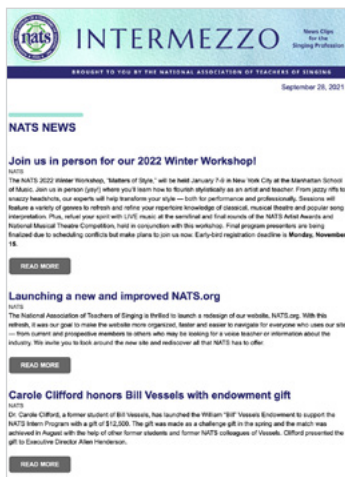 nats
INTERMEZZO
News Clips
for the
Singing Profession
BROUGHT TO YOU BY THE NATIONAL ASSOCIATION OF TEACHERS OF SINGING
September 28, 2021
NATS NEWS
Join us in person for our 2022 Winter Workshop!
NATS
The NATS 2022 Winter Workshop, "Matters of Style," will be held January 7-9 in New York City at the Manhattan School
of Music. Join us in person (yay!) where you'll learn how to flourish stylistically as an artist and teacher. From jazzy riffs to
snazzy headshots, our experts will help transform your style — both for performance and professionally. Sessions will
feature a variety of genres to refresh and refine your repertoire knowledge of classical, musical theatre and popular song
interpretation. Plus, refuel your spirit with LIVE music at the semifinal and final rounds of the NATS Artist Awards and
National Musical Theatre Competition, held in conjunction with this workshop. Final program presenters are being
finalized due to scheduling conflicts but make plans to join us now. Early-bird registration deadline is Monday, November
15.
READ MORE
Launching a new and improved NATS.org
NATS
The National Association of Teachers of Singing is thrilled to launch a redesign of our website, NATS.org. With this
refresh, it was our goal to make the website more organized, faster and easier to navigate for everyone who uses our site
— from current and prospective members to others who may be looking for a voice teacher or information about the
industry. We invite you to look around the new site and rediscover all that NATS has to offer.
READ MORE
Carole Clifford honors Bill Vessels with endowment gift
NATS
Dr. Carole Clifford, a former student of Bill Vessels, has launched the William "Bill" Vessels Endowment to support the
NATS Intern Program with a gift of $12,500. The gift was made as a challenge gift in the spring and the match was
achieved in August with the help of other former students and former NATS colleagues of Vessels. Clifford presented the
gift to Executive Director Allen Henderson.
READ MORE